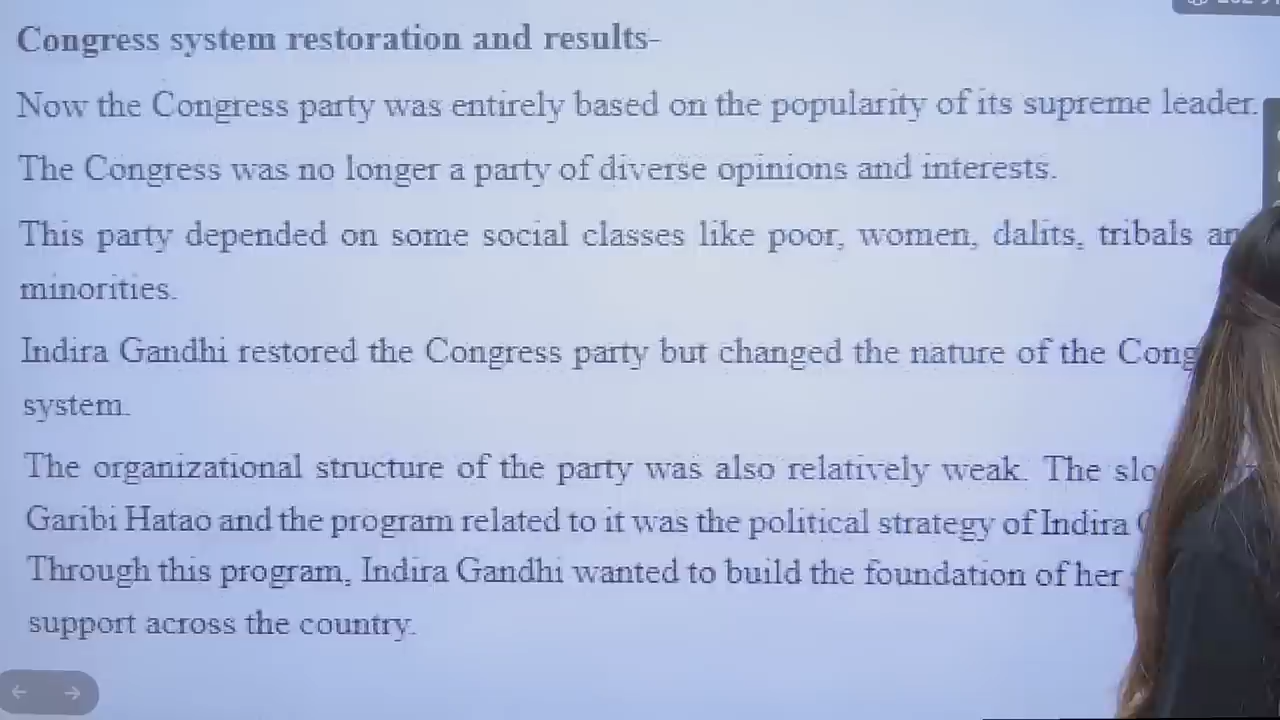 Congress system restoration and results-
Now the Congress party was entirely based on the popularity of its supreme leader.
The Congress was no longer a party of diverse opinions and interests.
This party depended on some social classes like poor, women, dalits, tribals
minorities.
Indira Gandhi restored the Congress party but changed the nature of the
system.
The organizational structure of the party was also relatively weak. The
Garibi Hatao and the program related to it was the political strategy of Indira
Through this program, Indira Gandhi wanted to build the foundation of her
support across the country.